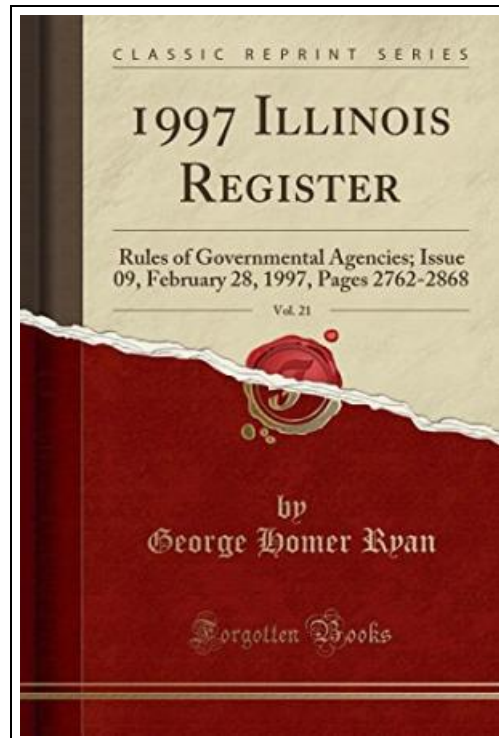 CLASSIC REPRINT SERIES
1997 ILLINOIS
REGISTER
Rules of Governmental Agencies; Issue
09, February 28, 1997, Pages 2762-2868
Vol. 21
by
George Homer Ryan
Forgotten Books